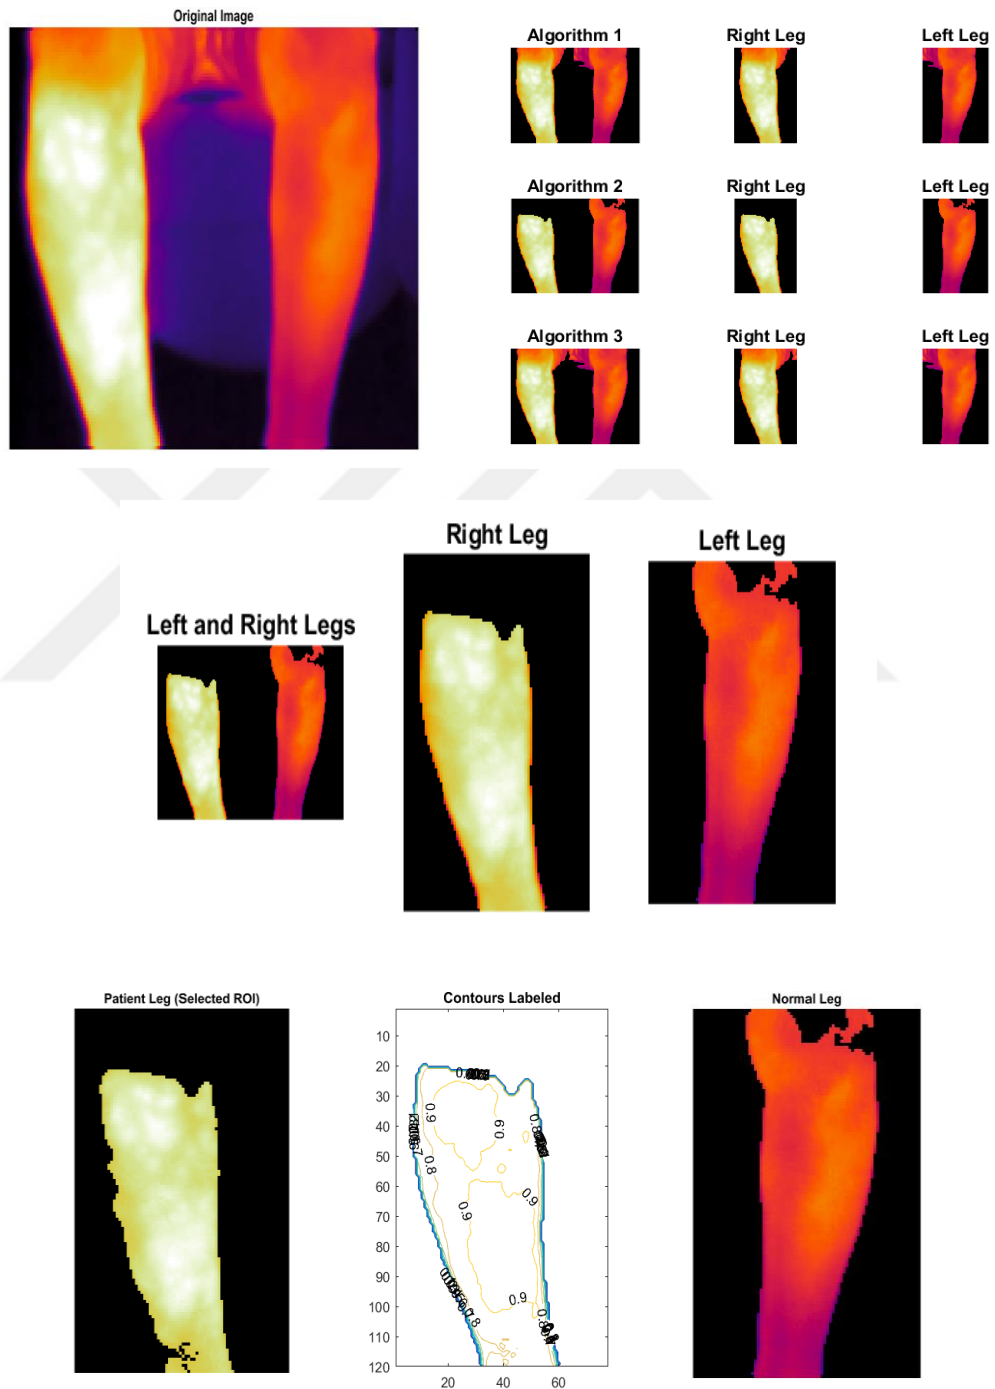 Original Image
Algorithm 1 Right Leg Left Leg
Algorithm 2 Right Leg Left Leg
Algorithm 3 Right Leg Left Leg
Right Leg
Left Leg
Left and Right Legs
Patient Leg (Selected ROI)
Contours Labeled
Normal Leg
10
20
30
40
50
60
70
80
90
100
110
120
20 40 60
0.9
0.9
0.8
0.9
0.9
0.9